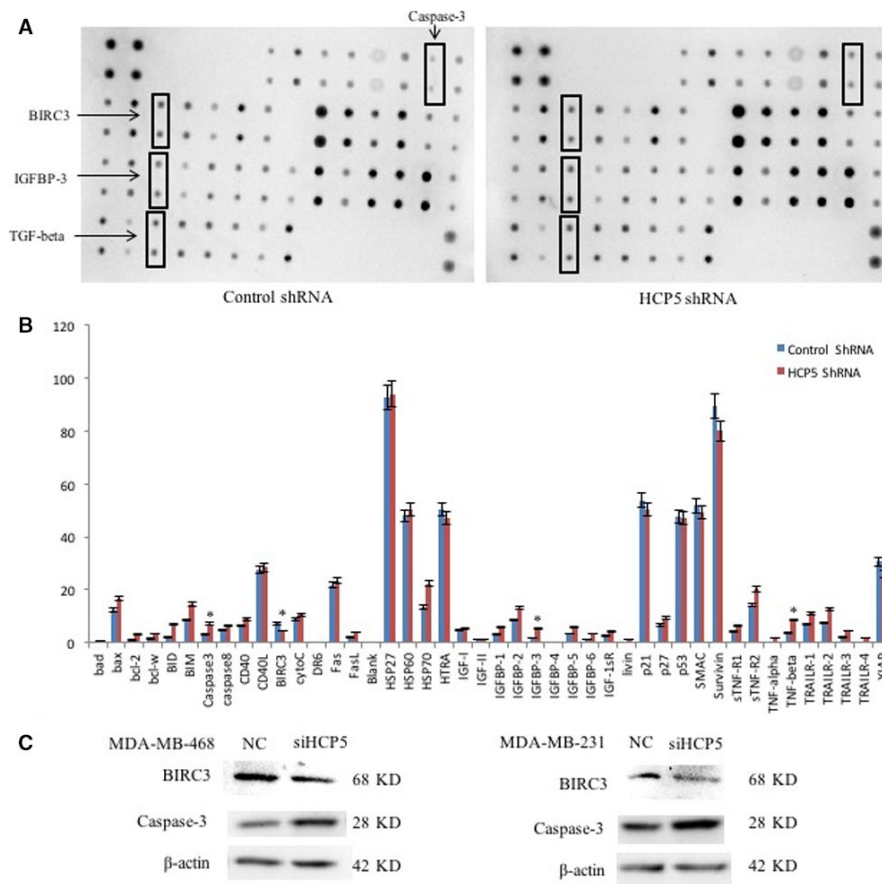 A
Caspase-3
BIRC3
IGFBP-3
TGF-beta
Control shRNA
HCP5 shRNA
B
120
100
80
60
40
20
0
Control ShRNA
HCP5 ShRNA
*
*
*
*
bad
bax
bcl-2
bcl-w
BID
BIM
Caspase3
caspase8
CD40
CD40L
BIRC3
cytoC
DR6
Fas
FasL
Blank
HSP27
HSP60
HSP70
HTRA
IGF-I
IGF-II
IGFBP-1
IGFBP-2
IGFBP-3
IGFBP-4
IGFBP-5
IGFBP-6
IGF-1sR
livin
p21
p27
p53
SMAC
Survivin
sTNF-R1
sTNF-R2
TNF-alpha
TNF-beta
TRAILR-1
TRAILR-2
TRAILR-3
TRAILR-4
C
MDA-MB-468 NC siHCP5
BIRC3 68 KD
Caspase-3 28 KD
β-actin 42 KD
MDA-MB-231 NC siHCP5
BIRC3 68 KD
Caspase-3 28 KD
β-actin 42 KD